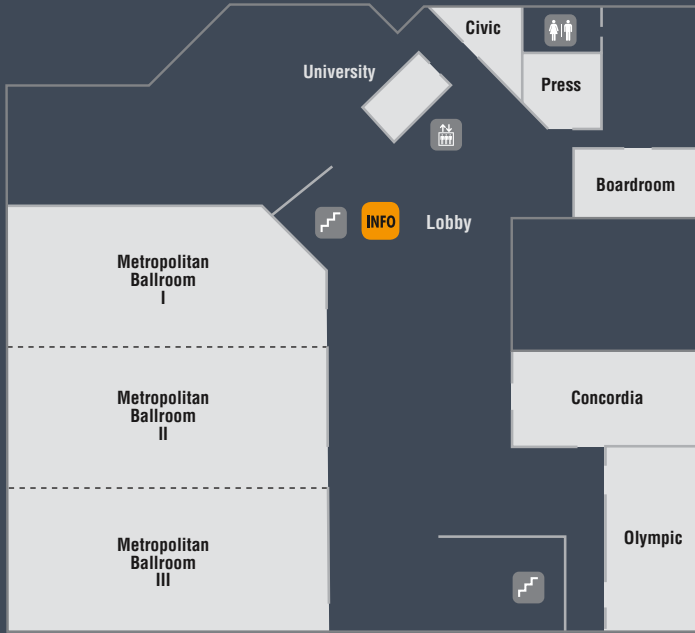 Civic
University
Press
Boardroom
INFO
Lobby
Metropolitan
Ballroom
I
Metropolitan
Ballroom
II
Concordia
Metropolitan
Ballroom
III
Olympic